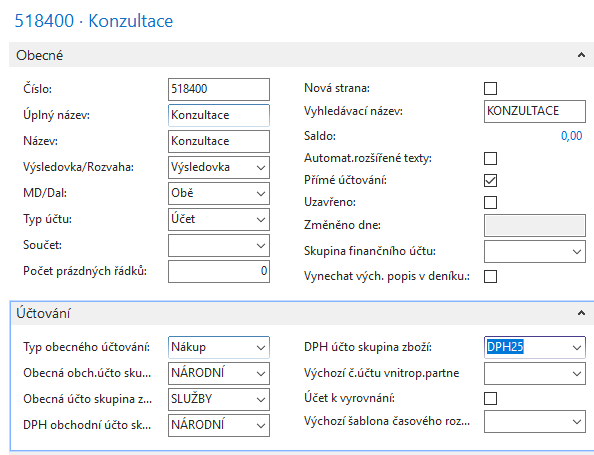 518400 · Konzultace
Obecné
Číslo: 518400
Úplný název: Konzultace
Název: Konzultace
Výsledovka/Rozvaha: Výsledovka
MD/Dal: Obě
Typ účtu: Účet
Součet:
Počet prázdných řádků: 0
Nová strana:
Vyhledávací název: KONZULTACE
Saldo: 0,00
Automat.rozšířené texty:
Přímé účtování:
Uzavřeno:
Změněno dne:
Skupina finančního účtu:
Vynechat vých. popis v deníku.:
Účtování
Typ obecného účtování: Nákup
Obecná obch.účto sku... NÁRODNÍ
Obecná účto skupina z... SLUŽBY
DPH obchodní účto sk... NÁRODNÍ
DPH účto skupina zboží: DPH25
Výchozí č.účtu vnitrop.partne
Účet k vyrovnání:
Výchozí šablona časového roz...